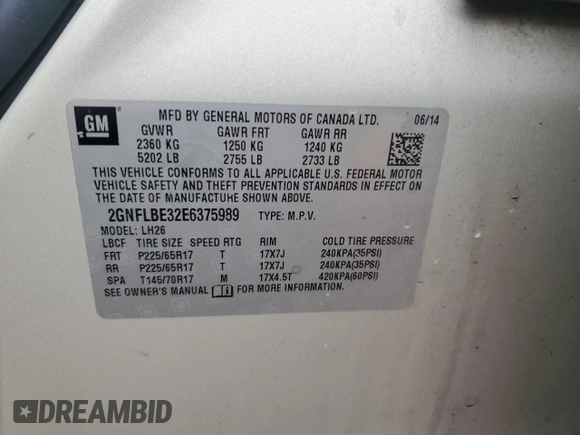 GM
MFD BY GENERAL MOTORS OF CANADA LTD. 06/14
GVWR GAWR FRT GAWR RR
2360 KG 1250 KG 1240 KG
5202 LB 2755 LB 2733 LB
THIS VEHICLE CONFORMS TO ALL APPLICABLE U.S. FEDERAL MOTOR
VEHICLE SAFETY AND THEFT PREVENTION STANDARDS IN EFFECT ON
THE DATE OF MANUFACTUHE SHOWN ABOVE.
2GNFLBE32E6375989 TYPE: M.P.V.
MODEL: LH26
LBCF TIRE SIZE SPEED RTG RIM COLD TIRE PRESSURE
FRT P225/65R17 T 17X7J 240KPA(35PSI)
RR P225/65R17 T 17X7J 240KPA(35PSI)
SPA T145/70R17 M 17X4.5T 420KPA(60PSI)
SEE OWNER'S MANUAL FOR MORE INFORMATION.
DREAMBID